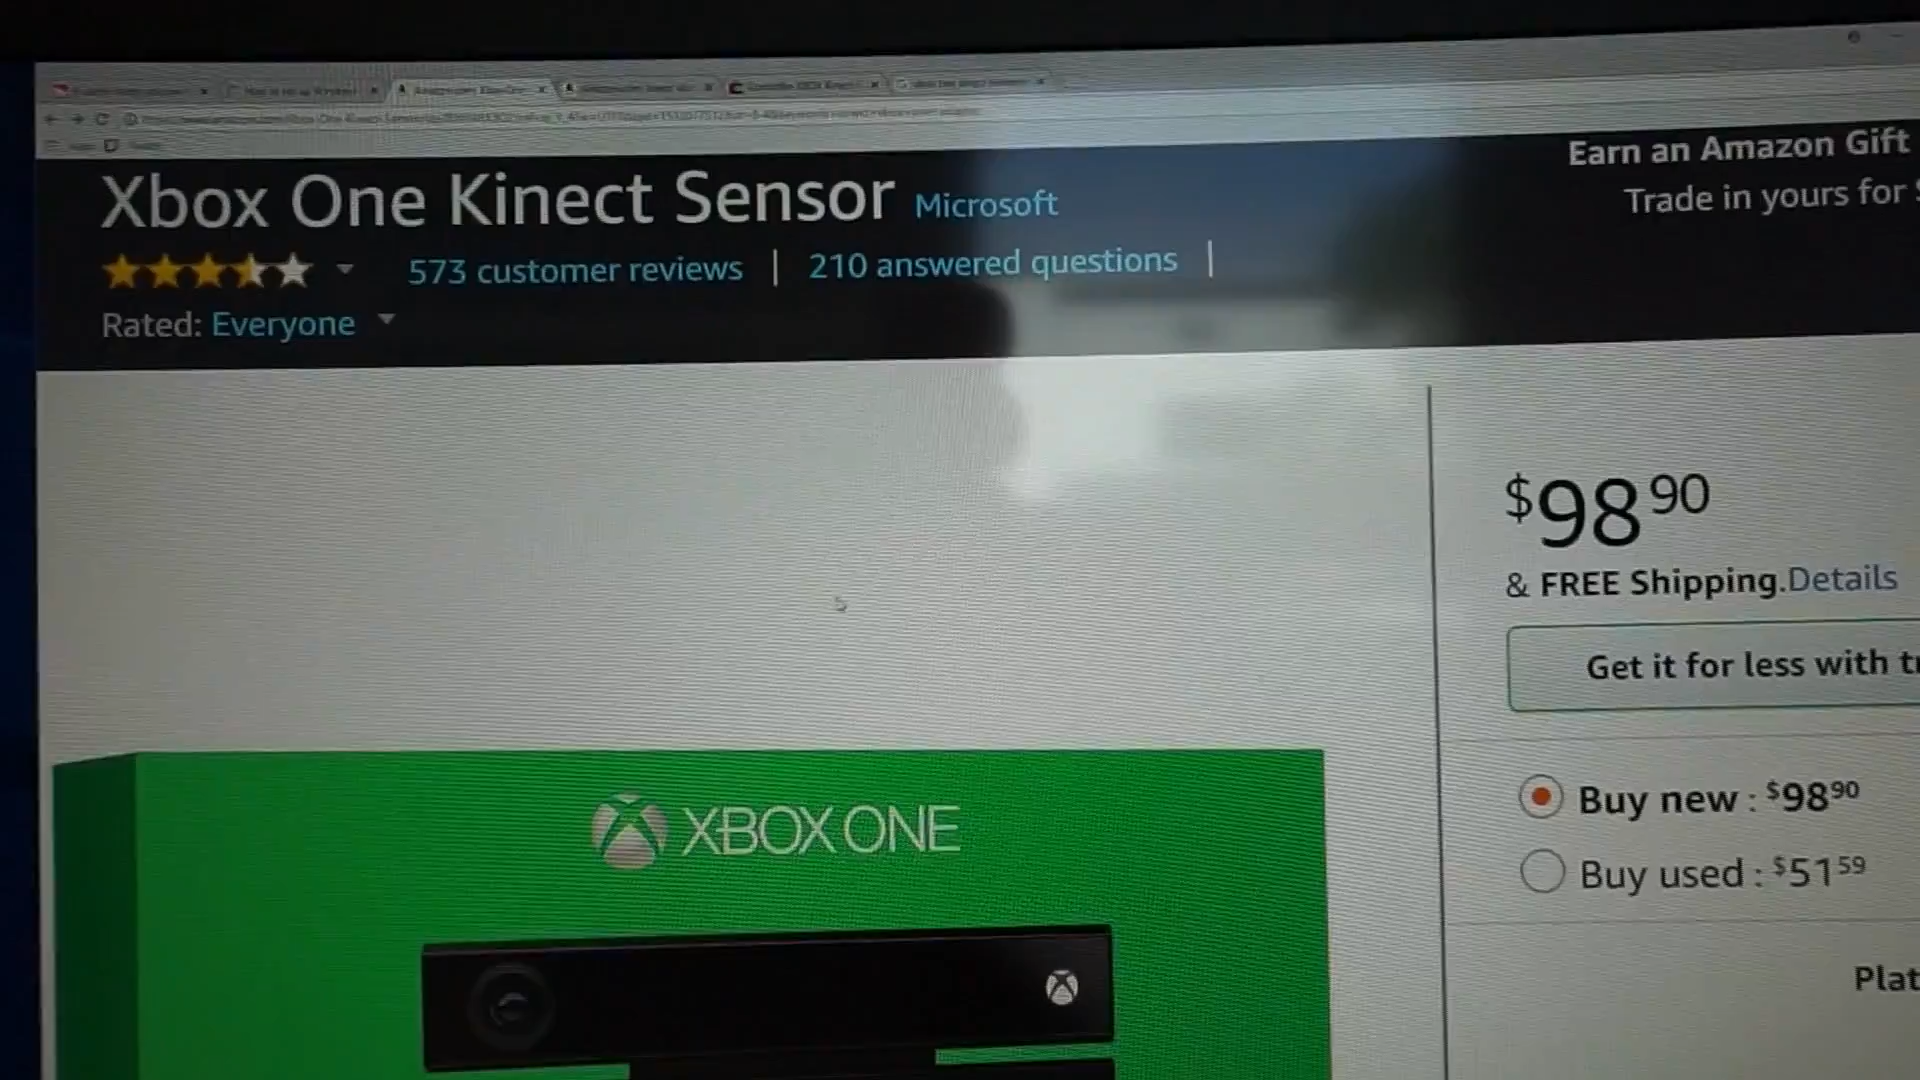 Xbox One Kinect Sensor Microsoft
573 customer reviews | 210 answered questions |
Rated: Everyone
Earn an Amazon Gift
Trade in yours for
$98 90
& FREE Shipping. Details
Get it for less with
Buy new : $98 90
Buy used : $51 59
Plat
XBOX ONE